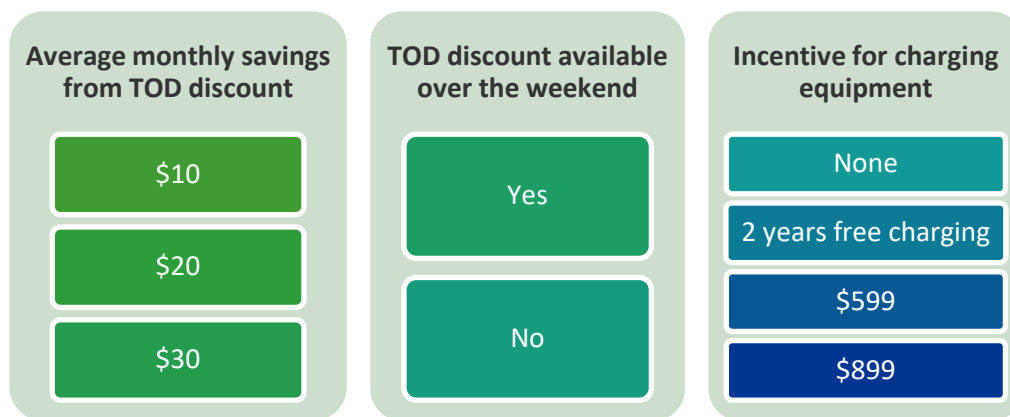 Average monthly savings
from TOD discount
$10
$20
$30
TOD discount available
over the weekend
Yes
No
Incentive for charging
equipment
None
2 years free charging
$599
$899